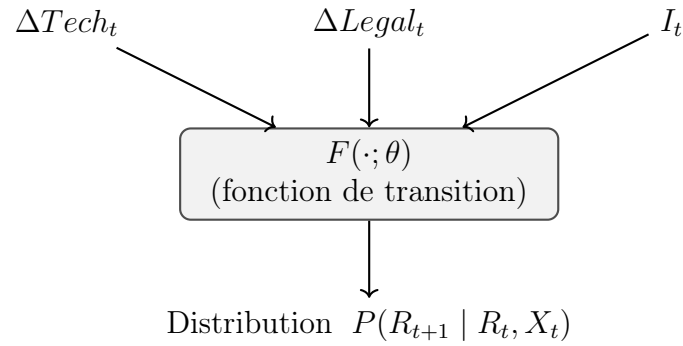 ΔTech_t ΔLegal_t I_t
F(·; θ)
(fonction de transition)
Distribution P(R_{t+1} | R_t, X_t)